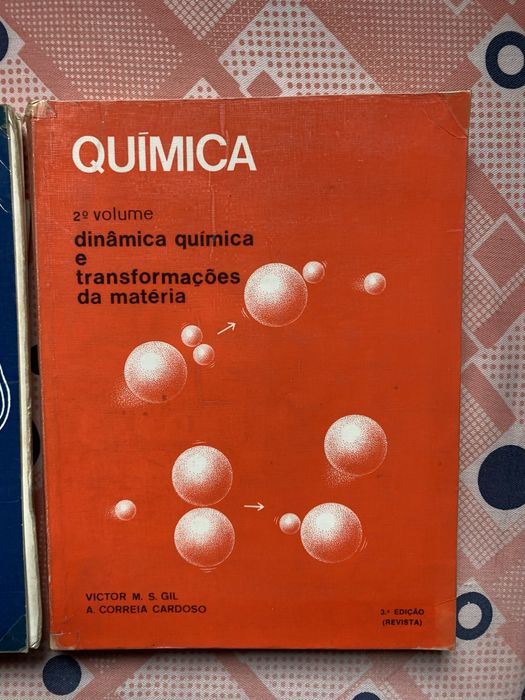 QUÍMICA
2º volume
dinâmica química
e
transformações
da matéria
VICTOR M. S. GIL
A. CORREIA CARDOSO
3.ª EDIÇÃO
(REVISTA)